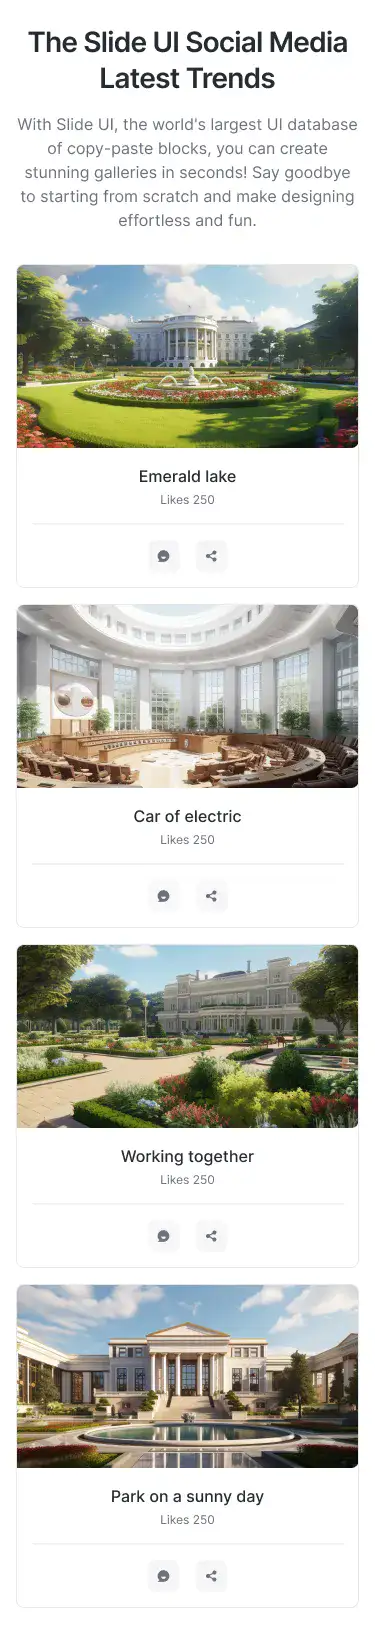 The Slide UI Social Media
Latest Trends
With Slide UI, the world's largest UI database
of copy-paste blocks, you can create
stunning galleries in seconds! Say goodbye
to starting from scratch and make designing
effortless and fun.
Emerald lake
Likes 250
Car of electric
Likes 250
Working together
Likes 250
Park on a sunny day
Likes 250